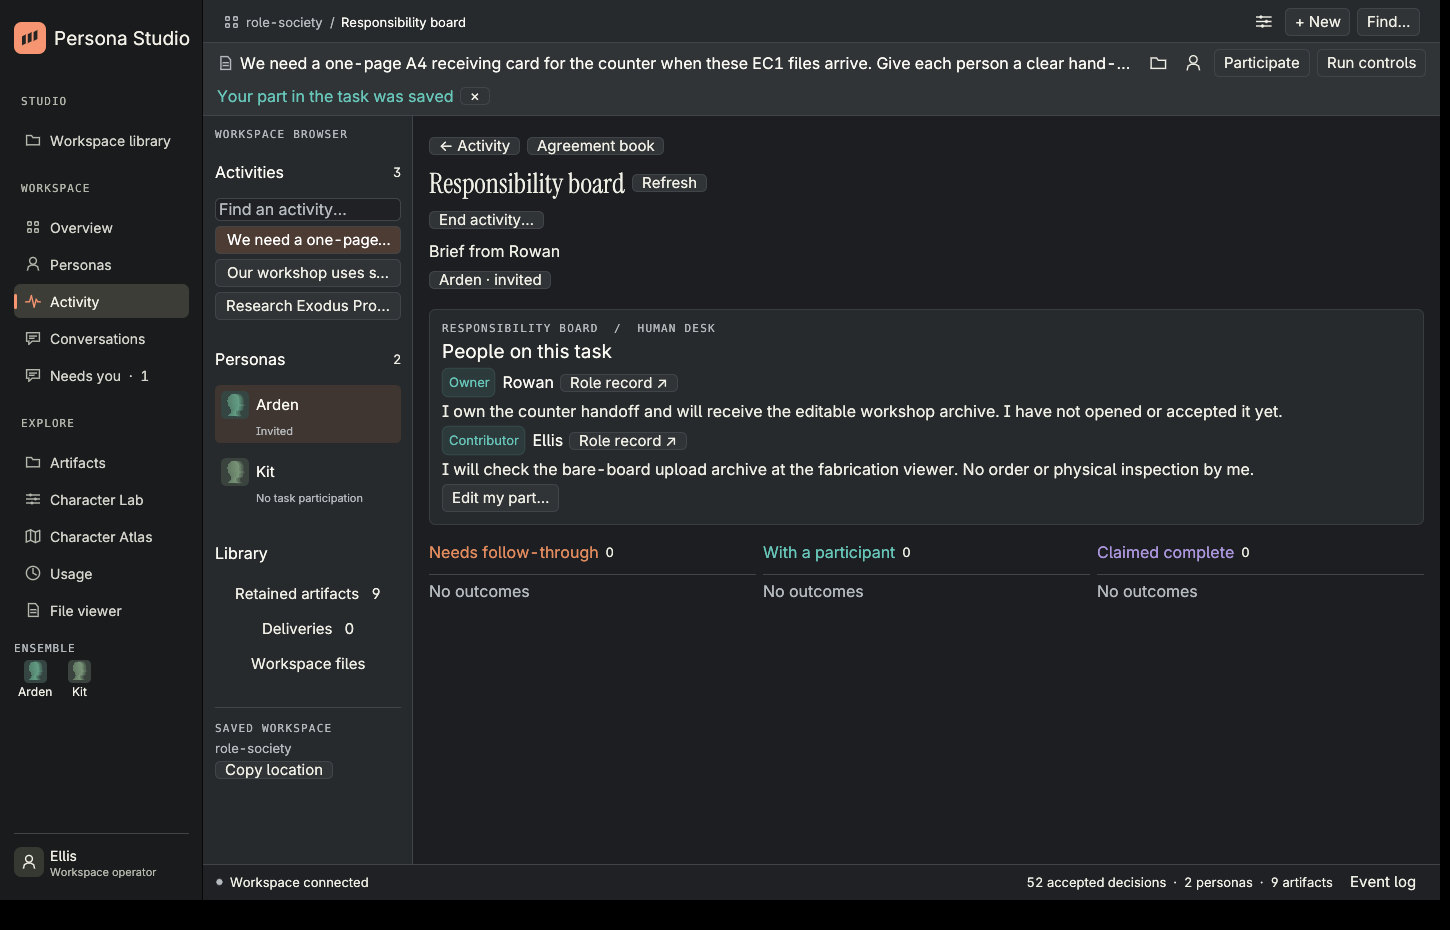 Persona Studio
STUDIO
Workspace library
WORKSPACE
Overview
Personas
Activity
Conversations
Needs you · 1
EXPLORE
Artifacts
Character Lab
Character Atlas
Usage
File viewer
ENSEMBLE
Arden Kit
Ellis
Workspace operator
role-society / Responsibility board
+ New Find...
We need a one-page A4 receiving card for the counter when these EC1 files arrive. Give each person a clear hand-...
Participate Run controls
Your part in the task was saved ×
WORKSPACE BROWSER
Activities 3
Find an activity...
We need a one-page...
Our workshop uses s...
Research Exodus Pro...
Personas 2
Arden
Invited
Kit
No task participation
Library
Retained artifacts 9
Deliveries 0
Workspace files
SAVED WORKSPACE
role-society
Copy location
← Activity Agreement book
Responsibility board Refresh
End activity...
Brief from Rowan
Arden · invited
RESPONSIBILITY BOARD / HUMAN DESK
People on this task
Owner Rowan Role record ↗
I own the counter handoff and will receive the editable workshop archive. I have not opened or accepted it yet.
Contributor Ellis Role record ↗
I will check the bare-board upload archive at the fabrication viewer. No order or physical inspection by me.
Edit my part...
Needs follow-through 0
No outcomes
With a participant 0
No outcomes
Claimed complete 0
No outcomes
Workspace connected
52 accepted decisions · 2 personas · 9 artifacts Event log